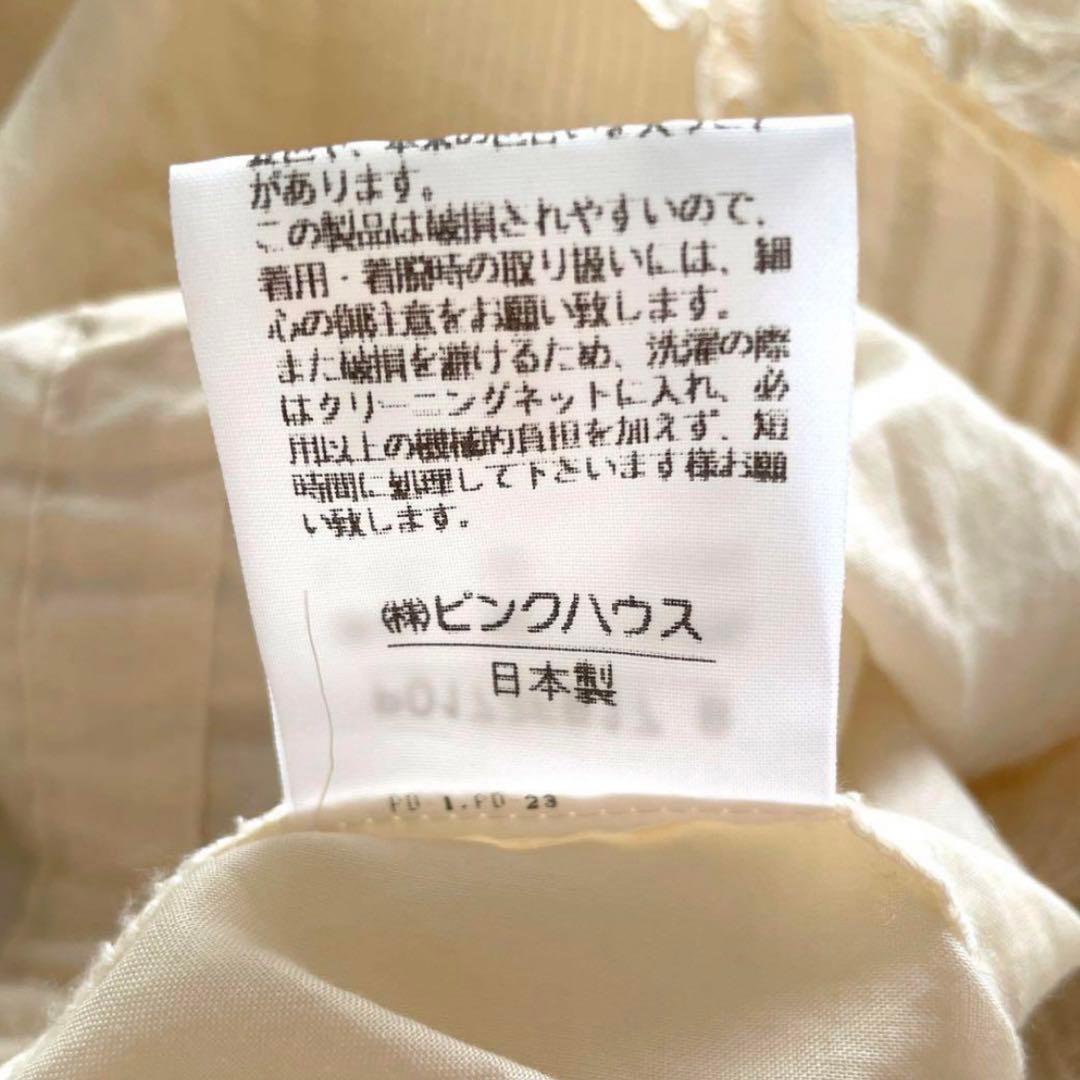 があります。
この製品は破損されやすいので、
着用・着脱時の取り扱いには、細
心の御注意をお願い致します。
また破損を避けるため、洗濯の際
はクリーニングネットに入れ、必
用以上の機械的負担を加えず、短
時間に処理して下さいます様お願
い致します。
㈱ピンクハウス
日本製
PD 1.PD 23